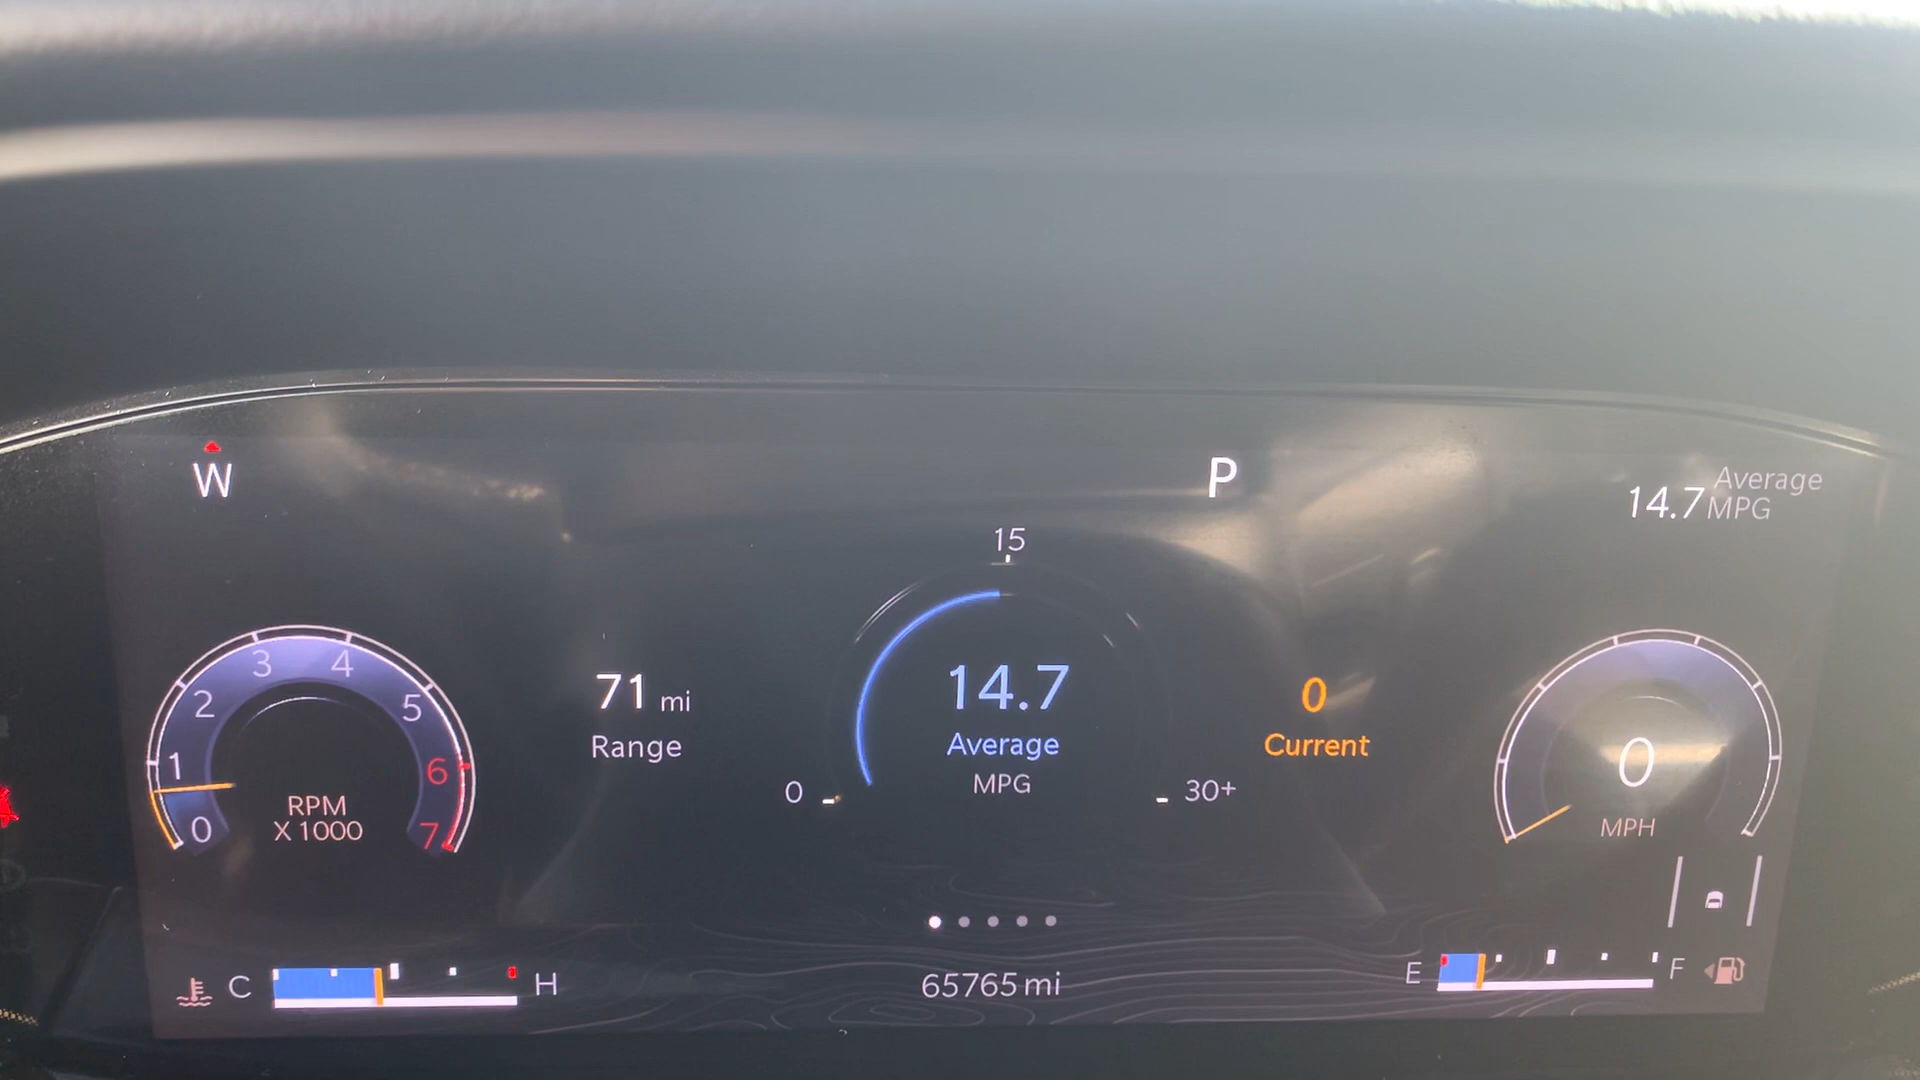 W
P
Average
14.7 MPG
15
3 4
2 5
1 6
0 7
RPM
X 1000
71 mi
Range
14.7
Average
MPG
0
30+
0
Current
0
MPH
C H
65765 mi
E F